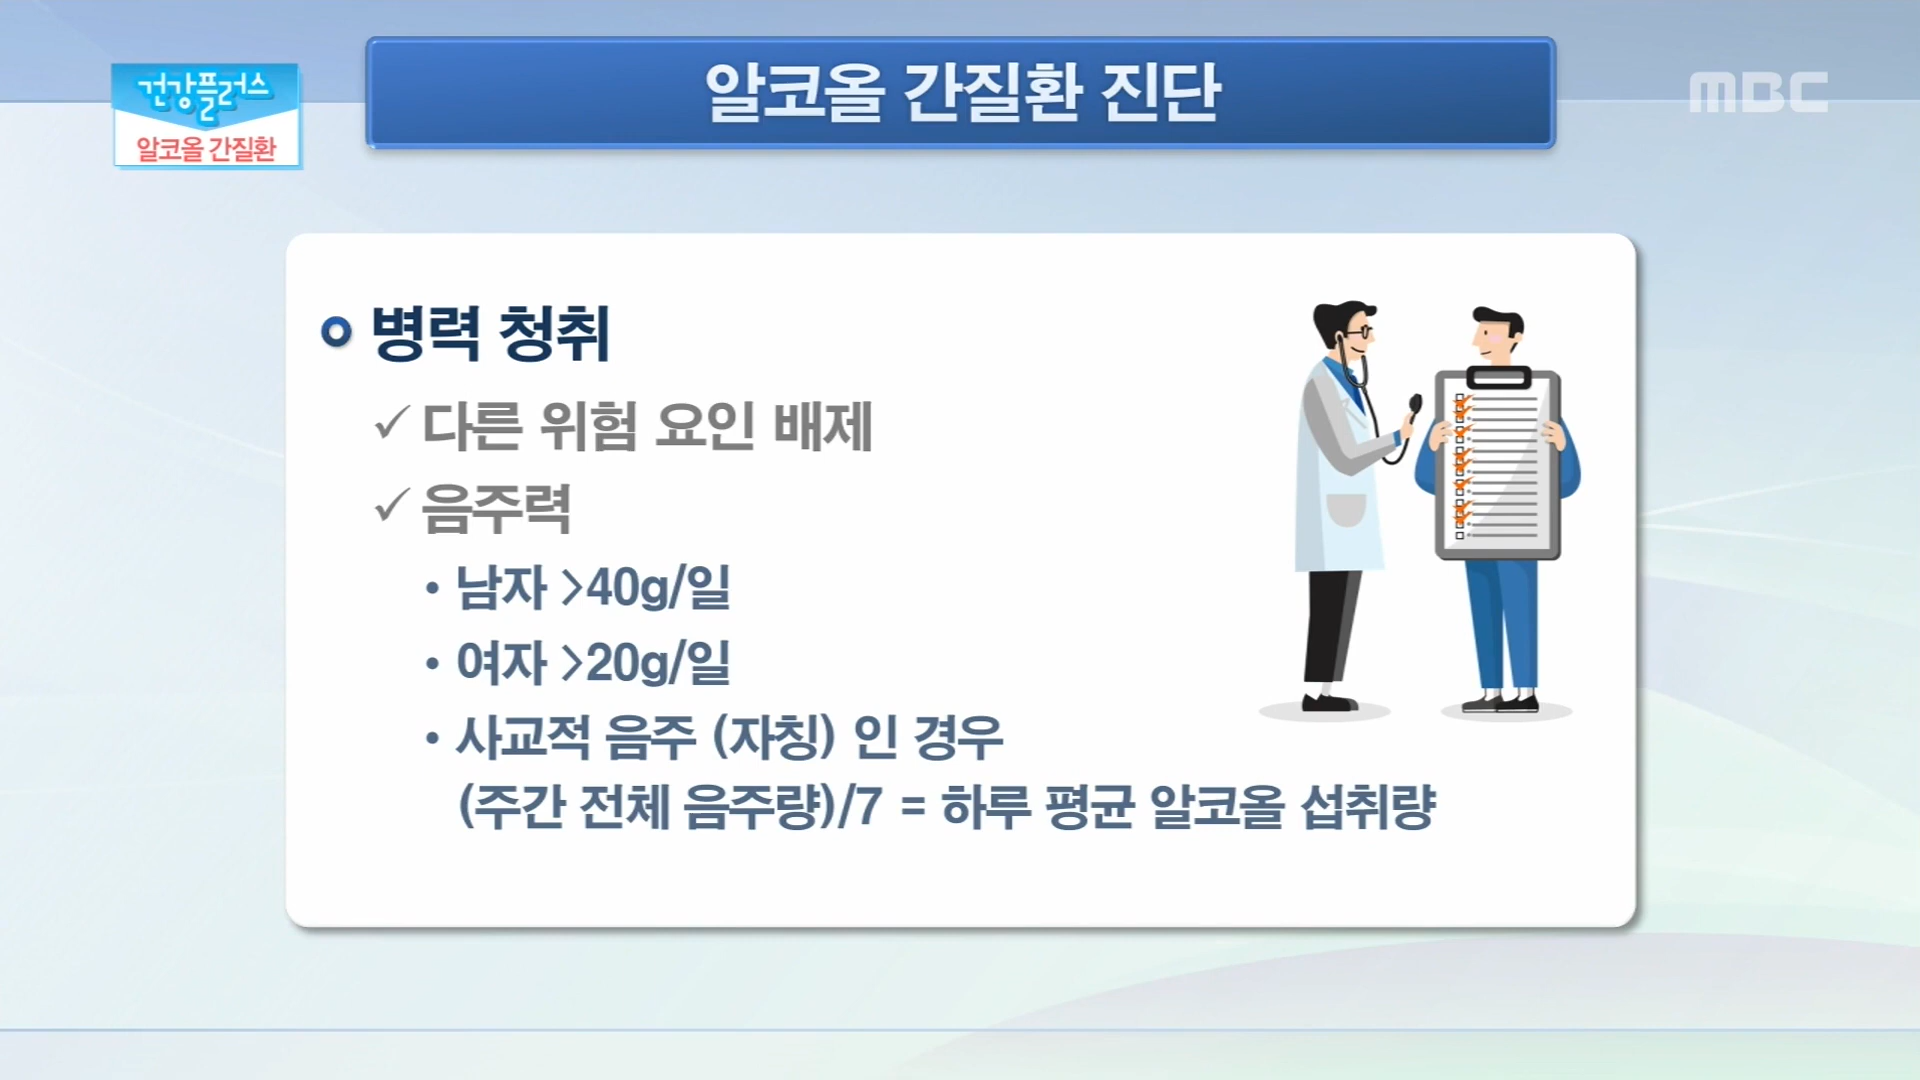 건강플러스
알코올 간질환
알코올 간질환 진단
MBC
병력 청취
✓ 다른 위험 요인 배제
✓ 음주력
• 남자 >40g/일
• 여자 >20g/일
• 사교적 음주 (자칭) 인 경우
(주간 전체 음주량)/7 = 하루 평균 알코올 섭취량